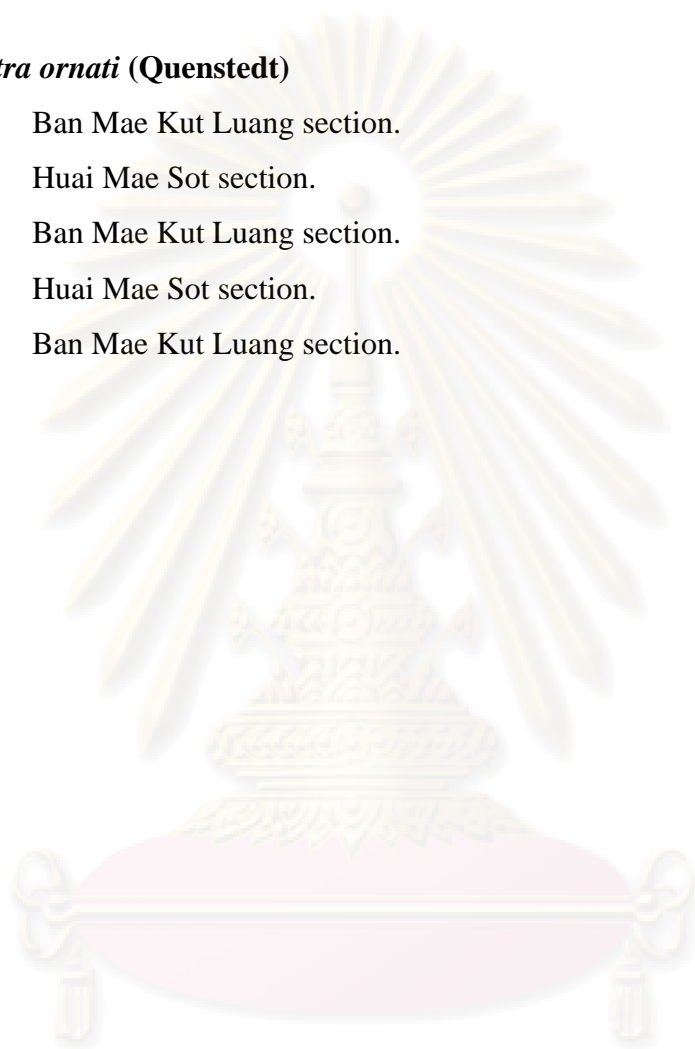 tra ornati (Quenstedt)
Ban Mae Kut Luang section.
Huai Mae Sot section.
Ban Mae Kut Luang section.
Huai Mae Sot section.
Ban Mae Kut Luang section.